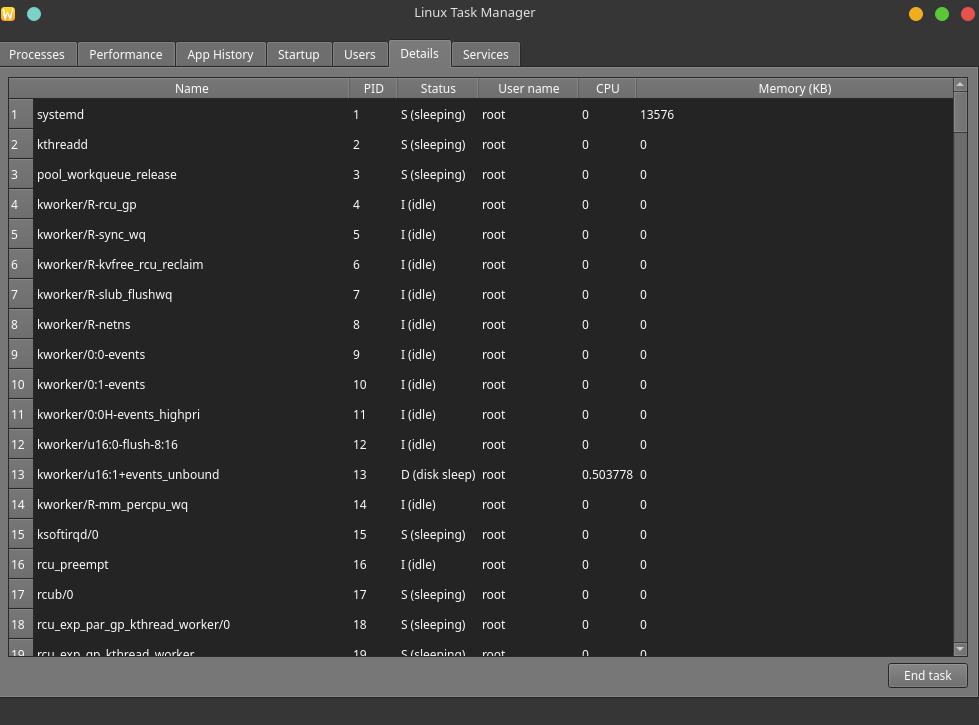 W
Linux Task Manager
Processes Performance App History Startup Users Details Services
Name PID Status User name CPU Memory (KB)
1 systemd 1 S (sleeping) root 0 13576
2 kthreadd 2 S (sleeping) root 0 0
3 pool_workqueue_release 3 S (sleeping) root 0 0
4 kworker/R-rcu_gp 4 I (idle) root 0 0
5 kworker/R-sync_wq 5 I (idle) root 0 0
6 kworker/R-kvfree_rcu_reclaim 6 I (idle) root 0 0
7 kworker/R-slub_flushwq 7 I (idle) root 0 0
8 kworker/R-netns 8 I (idle) root 0 0
9 kworker/0:0-events 9 I (idle) root 0 0
10 kworker/0:1-events 10 I (idle) root 0 0
11 kworker/0:0H-events_highpri 11 I (idle) root 0 0
12 kworker/u16:0-flush-8:16 12 I (idle) root 0 0
13 kworker/u16:1+events_unbound 13 D (disk sleep) root 0.503778 0
14 kworker/R-mm_percpu_wq 14 I (idle) root 0 0
15 ksoftirqd/0 15 S (sleeping) root 0 0
16 rcu_preempt 16 I (idle) root 0 0
17 rcub/0 17 S (sleeping) root 0 0
18 rcu_exp_par_gp_kthread_worker/0 18 S (sleeping) root 0 0
19 rcu_exp_gp_kthread_worker 19 S (sleeping) root 0 0
End task